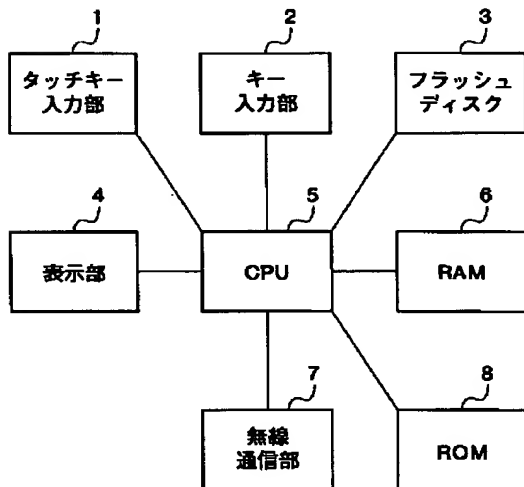 1
2
3
タッチキー
入力部
キー
入力部
フラッシュ
ディスク
4
5
6
表示部
CPU
RAM
7
8
無線
通信部
ROM